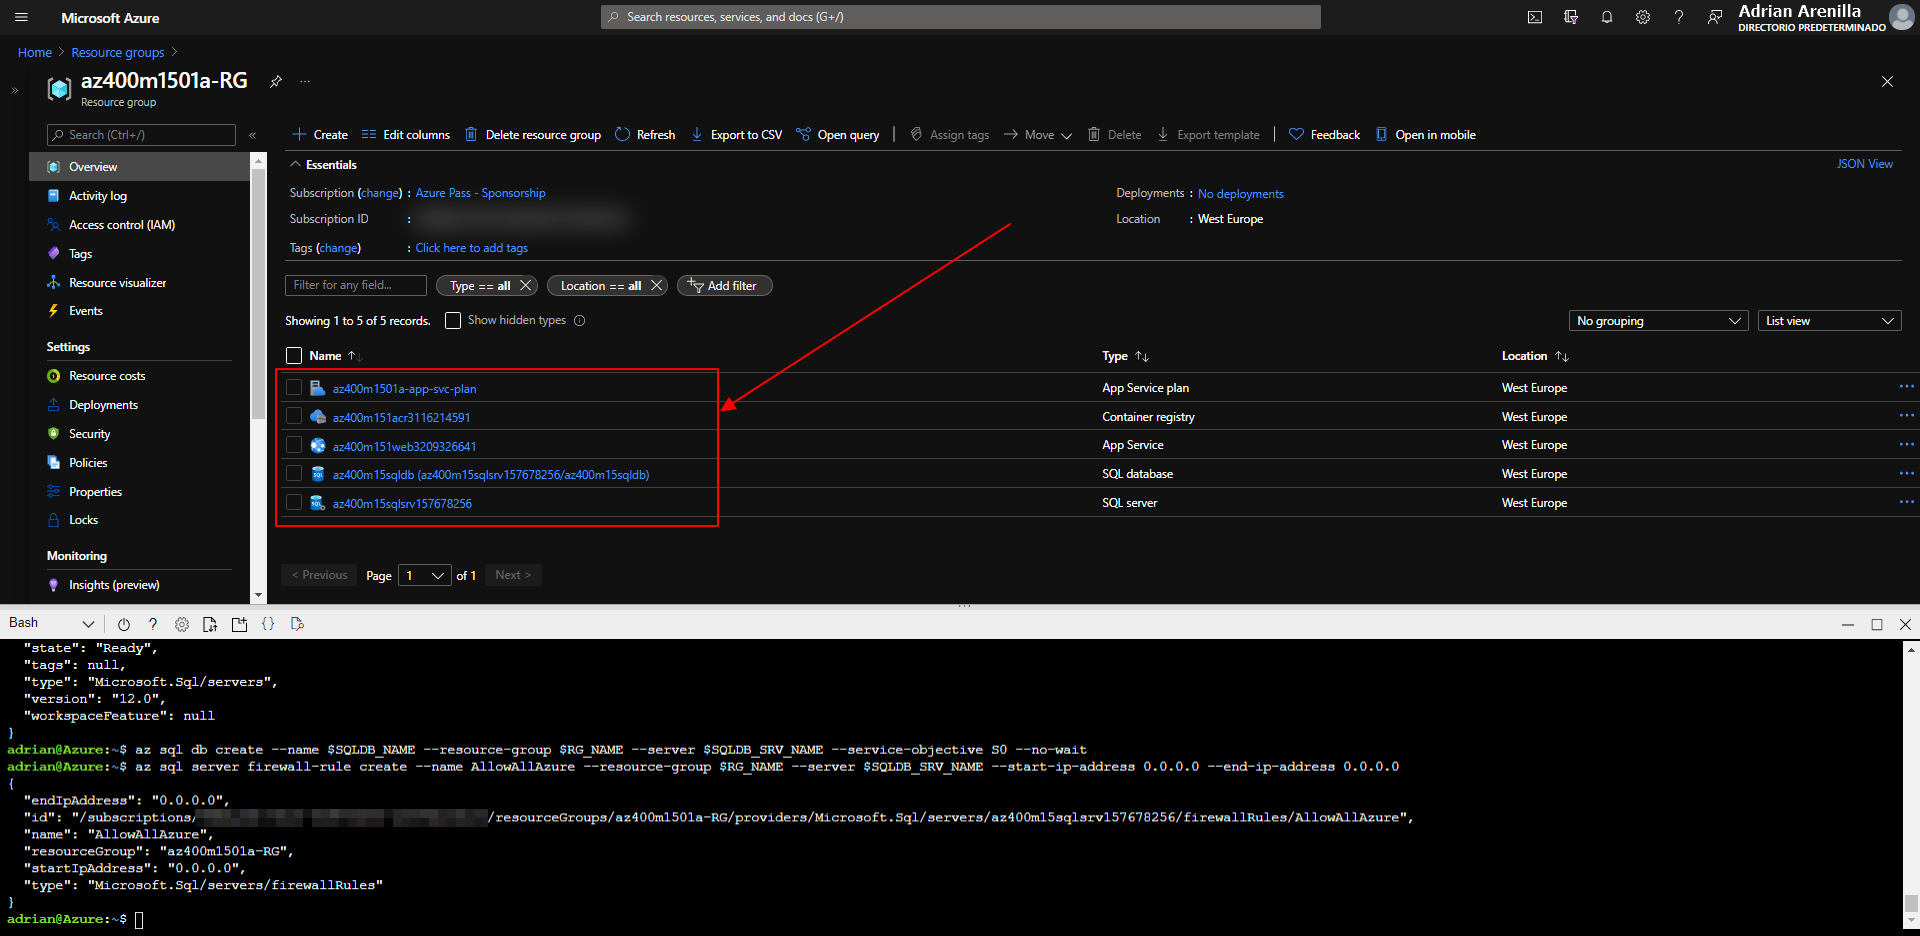 Microsoft Azure
Search resources, services, and docs (G+/)
Adrian Arenilla
DIRECTORIO PREDETERMINADO
Home > Resource groups >
az400m1501a-RG
Resource group
Search (Ctrl+/)
Overview
Activity log
Access control (IAM)
Tags
Resource visualizer
Events
Settings
Resource costs
Deployments
Security
Policies
Properties
Locks
Monitoring
Insights (preview)
Create Edit columns Delete resource group Refresh Export to CSV Open query Assign tags Move Delete Export template Feedback Open in mobile
Essentials
JSON View
Subscription (change) : Azure Pass - Sponsorship
Deployments : No deployments
Subscription ID :
Location : West Europe
Tags (change) : Click here to add tags
Filter for any field...
Type == all
Location == all
Add filter
Showing 1 to 5 of 5 records.
Show hidden types
No grouping
List view
Name Type Location
az400m1501a-app-svc-plan App Service plan West Europe
az400m151acr3116214591 Container registry West Europe
az400m151web3209326641 App Service West Europe
az400m15sqldb (az400m15sqlsrv157678256/az400m15sqldb) SQL database West Europe
az400m15sqlsrv157678256 SQL server West Europe
< Previous Page 1 of 1 Next >
Bash
"state": "Ready",
"tags": null,
"type": "Microsoft.Sql/servers",
"version": "12.0",
"workspaceFeature": null
}
adrian@Azure:~$ az sql db create --name $SQLDB_NAME --resource-group $RG_NAME --server $SQLDB_SRV_NAME --service-objective S0 --no-wait
adrian@Azure:~$ az sql server firewall-rule create --name AllowAllAzure --resource-group $RG_NAME --server $SQLDB_SRV_NAME --start-ip-address 0.0.0.0 --end-ip-address 0.0.0.0
{
"endIpAddress": "0.0.0.0",
"id": "/subscriptions/ /resourceGroups/az400m1501a-RG/providers/Microsoft.Sql/servers/az400m15sqlsrv157678256/firewallRules/AllowAllAzure",
"name": "AllowAllAzure",
"resourceGroup": "az400m1501a-RG",
"startIpAddress": "0.0.0.0",
"type": "Microsoft.Sql/servers/firewallRules"
}
adrian@Azure:~$